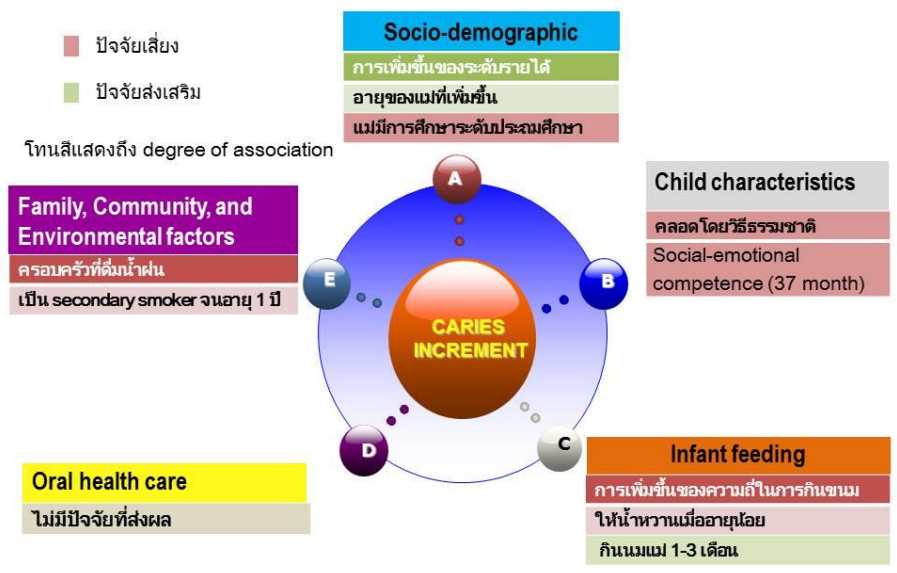 Socio-demographic
การเพิ่มขึ้นของระดับรายได้
อายุของแม่ที่เพิ่มขึ้น
แม่มีการศึกษาระดับประถมศึกษา
ปัจจัยเสี่ยง
ปัจจัยส่งเสริม
โทนสีแสดงถึง degree of association
A
Child characteristics
คลอดโดยวิธีธรรมชาติ
Social-emotional
competence (37 month)
Family, Community, and
Environmental factors
ครอบครัวที่ดื่มน้ำฝน
เป็น secondary smoker จนอายุ 1 ปี
E
B
CARIES
INCREMENT
D
C
Infant feeding
การเพิ่มขึ้นของความถี่ในการกินขนม
ให้น้ำหวานเมื่ออายุน้อย
กินนมแม่ 1-3 เดือน
Oral health care
ไม่มีปัจจัยที่ส่งผล